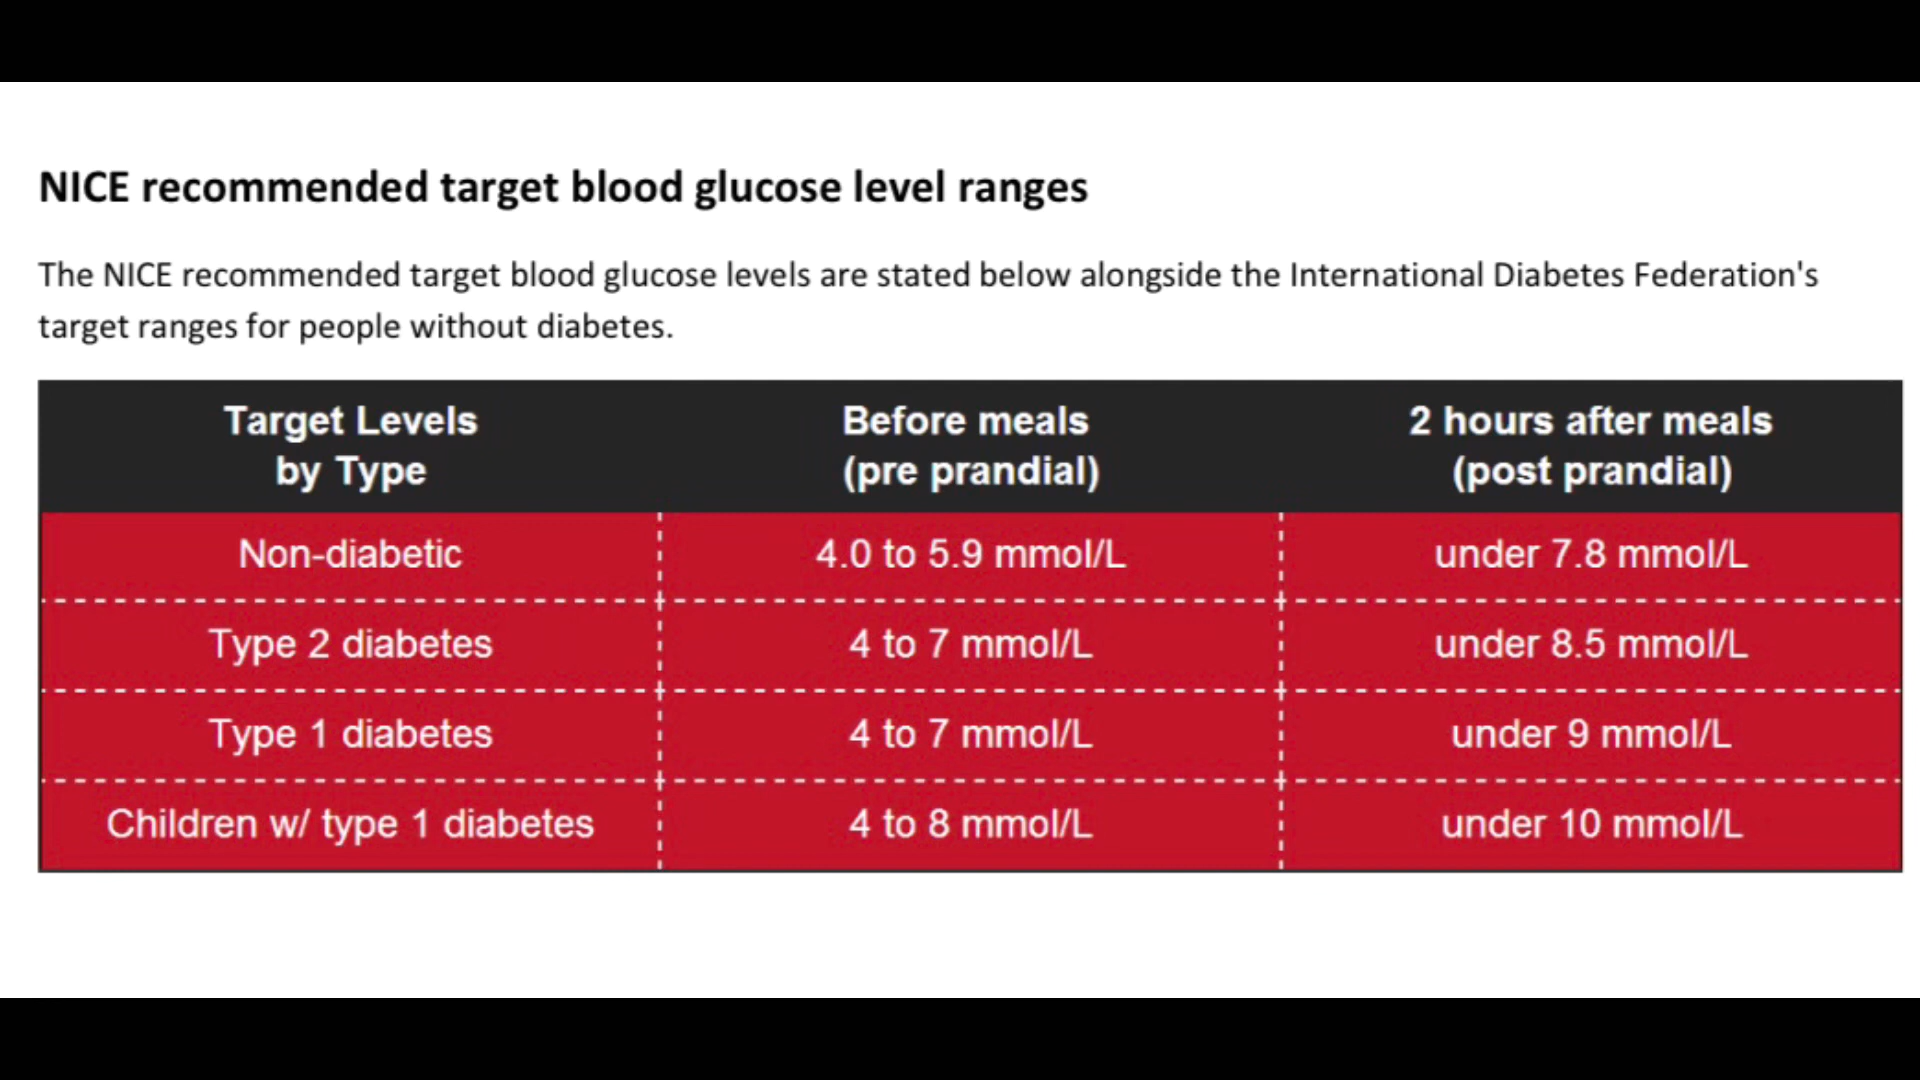 NICE recommended target blood glucose level ranges
The NICE recommended target blood glucose levels are stated below alongside the International Diabetes Federation's
target ranges for people without diabetes.
Target Levels by Type Before meals (pre prandial) 2 hours after meals (post prandial)
Non-diabetic 4.0 to 5.9 mmol/L under 7.8 mmol/L
Type 2 diabetes 4 to 7 mmol/L under 8.5 mmol/L
Type 1 diabetes 4 to 7 mmol/L under 9 mmol/L
Children w/ type 1 diabetes 4 to 8 mmol/L under 10 mmol/L